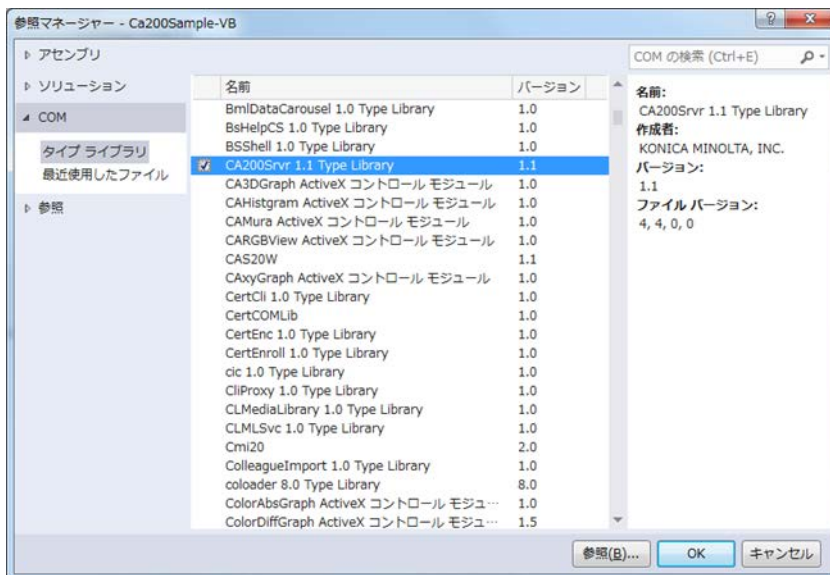 参照マネージャー - Ca200Sample-VB
アセンブリ
ソリューション
COM
タイプ ライブラリ
最近使用したファイル
参照
名前 バージョン
BmlDataCarousel 1.0 Type Library 1.0
BsHelpCS 1.0 Type Library 1.0
BSShell 1.0 Type Library 1.0
CA200Srvr 1.1 Type Library 1.1
CA3DGraph ActiveX コントロール モジュール 1.0
CAHistgram ActiveX コントロール モジュール 1.0
CAMura ActiveX コントロール モジュール 1.0
CARGBView ActiveX コントロール モジュール 1.0
CAS20W 1.1
CAxyGraph ActiveX コントロール モジュール 1.0
CertCli 1.0 Type Library 1.0
CertCOMLib 1.0
CertEnc 1.0 Type Library 1.0
CertEnroll 1.0 Type Library 1.0
cic 1.0 Type Library 1.0
CliProxy 1.0 Type Library 1.0
CLMediaLibrary 1.0 Type Library 1.0
CLMLSvc 1.0 Type Library 1.0
Cmi20 2.0
ColleagueImport 1.0 Type Library 1.0
coloader 8.0 Type Library 8.0
ColorAbsGraph ActiveX コントロール モジュ… 1.0
ColorDiffGraph ActiveX コントロール モジュ… 1.5
COM の検索 (Ctrl+E)
名前:
CA200Srvr 1.1 Type Library
作成者:
KONICA MINOLTA, INC.
バージョン:
1.1
ファイル バージョン:
4, 4, 0, 0
参照(B)... OK キャンセル